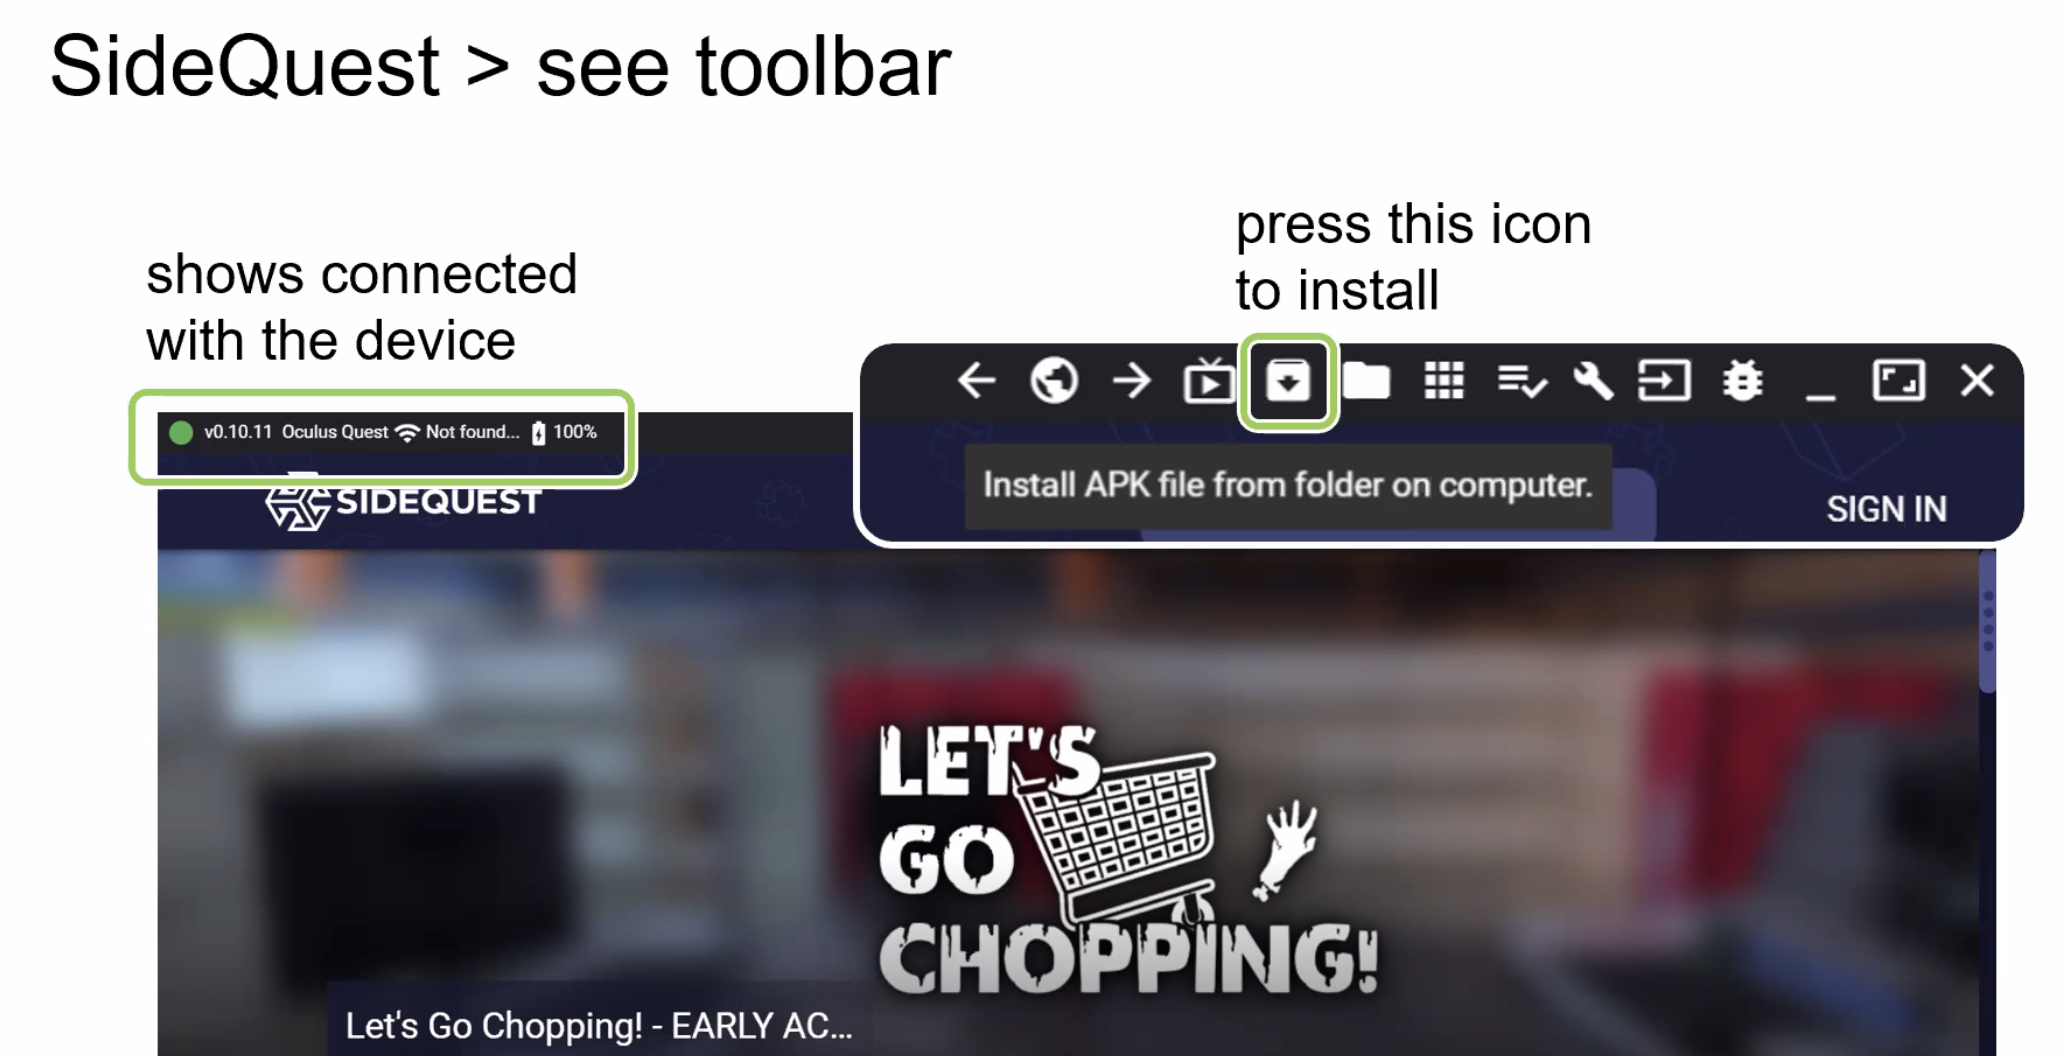 SideQuest > see toolbar
shows connected
with the device
press this icon
to install
v0.10.11 Oculus Quest Not found... 100%
SIDEQUEST
Install APK file from folder on computer.
SIGN IN
LET'S
GO
CHOPPING!
Let's Go Chopping! - EARLY AC...